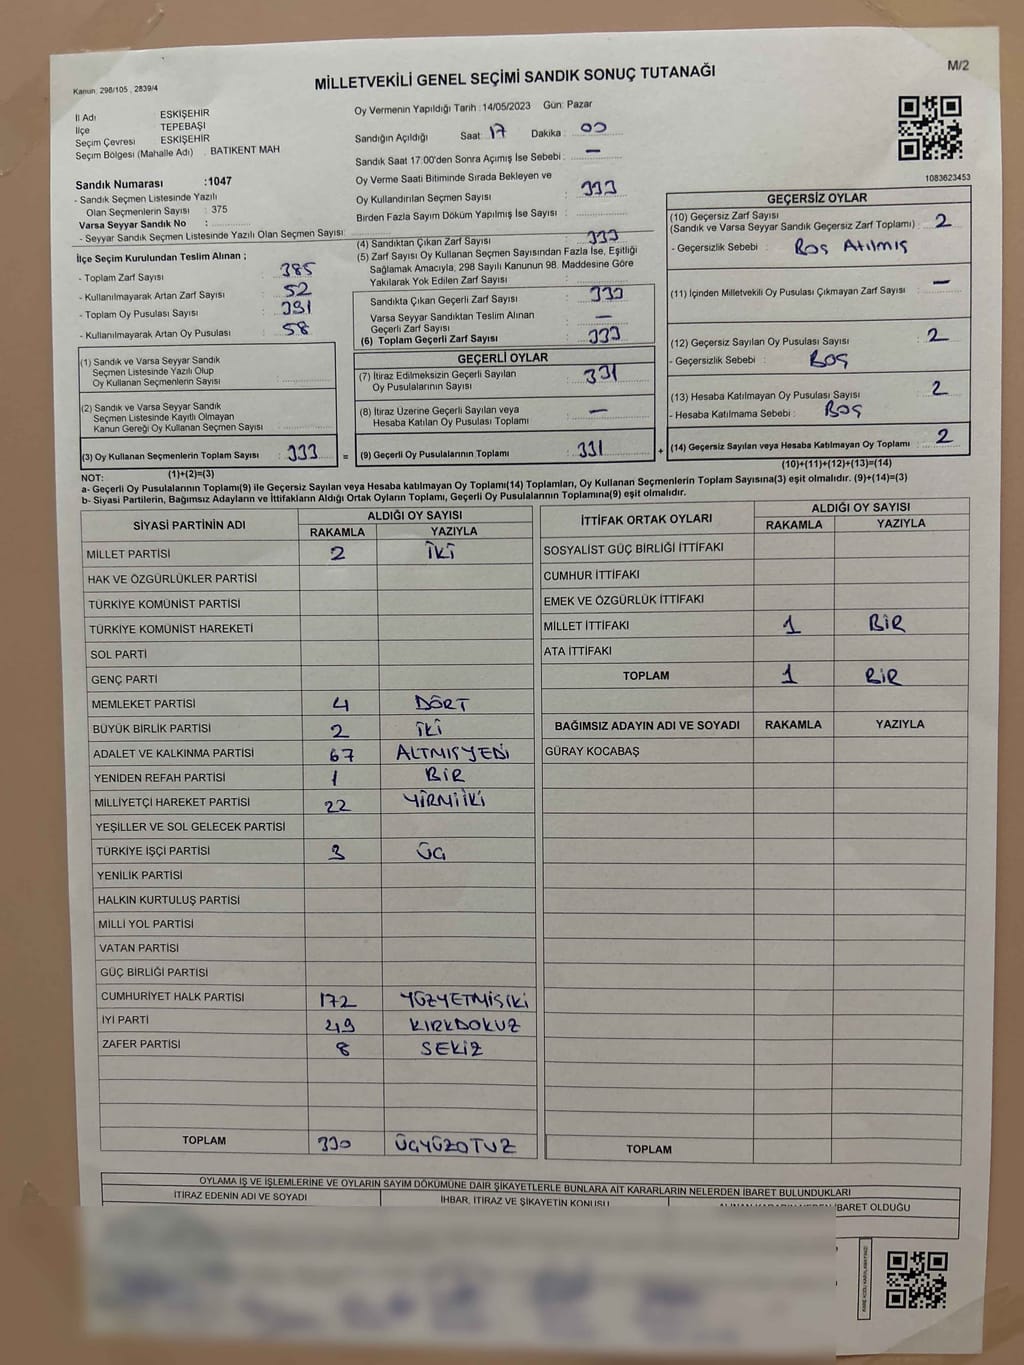 Kanun, 298/105 , 2839/4
MİLLETVEKİLİ GENEL SEÇİMİ SANDIK SONUÇ TUTANAĞI
M/2
İl Adı : ESKİŞEHİR
İlçe : TEPEBAŞI
Seçim Çevresi : ESKİŞEHİR
Seçim Bölgesi (Mahalle Adı) . BATIKENT MAH
Sandık Numarası :1047
- Sandık Seçmen Listesinde Yazılı
Olan Seçmenlerin Sayısı : 375
Varsa Seyyar Sandık No :
- Seyyar Sandık Seçmen Listesinde Yazılı Olan Seçmen Sayısı:
İlçe Seçim Kurulundan Teslim Alınan ;
- Toplam Zarf Sayısı : 385
- Kullanılmayarak Artan Zarf Sayısı : 52
- Toplam Oy Pusulası Sayısı : 391
- Kullanılmayarak Artan Oy Pusulası : 58
(1) Sandık ve Varsa Seyyar Sandık
Seçmen Listesinde Yazılı Olup
Oy Kullanan Seçmenlerin Sayısı :
(2) Sandık ve Varsa Seyyar Sandık
Seçmen Listesinde Kayıtlı Olmayan
Kanun Gereği Oy Kullanan Seçmen Sayısı :
(3) Oy Kullanan Seçmenlerin Toplam Sayısı : 333 =
Oy Vermenin Yapıldığı Tarih : 14/05/2023 Gün: Pazar
Sandığın Açıldığı Saat 17 Dakika : 00
Sandık Saat 17:00'den Sonra Açımış İse Sebebi : —
Oy Verme Saati Bitiminde Sırada Bekleyen ve
Oy Kullandırılan Seçmen Sayısı : 333
Birden Fazla Sayım Döküm Yapılmış İse Sayısı :
(4) Sandıktan Çıkan Zarf Sayısı : 333
(5) Zarf Sayısı Oy Kullanan Seçmen Sayısından Fazla İse, Eşitliği
Sağlamak Amacıyla, 298 Sayılı Kanunun 98. Maddesine Göre
Yakılarak Yok Edilen Zarf Sayısı :
Sandıkta Çıkan Geçerli Zarf Sayısı : 333
Varsa Seyyar Sandıktan Teslim Alınan
Geçerli Zarf Sayısı : —
(6) Toplam Geçerli Zarf Sayısı : 333
GEÇERLİ OYLAR
(7) İtiraz Edilmeksizin Geçerli Sayılan
Oy Pusulalarının Sayısı : 331
(8) İtiraz Üzerine Geçerli Sayılan veya
Hesaba Katılan Oy Pusulası Toplamı : —
(9) Geçerli Oy Pusulalarının Toplamı : 331 +
1083623453
GEÇERSİZ OYLAR
(10) Geçersiz Zarf Sayısı
(Sandık ve Varsa Seyyar Sandık Geçersiz Zarf Toplamı) : 2
- Geçersizlik Sebebi : Boş Atılmış
(11) İçinden Milletvekili Oy Pusulası Çıkmayan Zarf Sayısı : —
(12) Geçersiz Sayılan Oy Pusulası Sayısı : 2
- Geçersizlik Sebebi : BOŞ
(13) Hesaba Katılmayan Oy Pusulası Sayısı : 2
- Hesaba Katılmama Sebebi : BOŞ
(14) Geçersiz Sayılan veya Hesaba Katılmayan Oy Toplamı : 2
(10)+(11)+(12)+(13)=(14)
NOT: (1)+(2)=(3)
a- Geçerli Oy Pusulalarının Toplamı(9) ile Geçersiz Sayılan veya Hesaba katılmayan Oy Toplamı(14) Toplamları, Oy Kullanan Seçmenlerin Toplam Sayısına(3) eşit olmalıdır. (9)+(14)=(3)
b- Siyasi Partilerin, Bağımsız Adayların ve İttifakların Aldığı Ortak Oyların Toplamı, Geçerli Oy Pusulalarının Toplamına(9) eşit olmalıdır.
SİYASİ PARTİNİN ADI ALDIĞI OY SAYISI
RAKAMLA YAZIYLA
MİLLET PARTİSİ 2 İKİ
HAK VE ÖZGÜRLÜKLER PARTİSİ
TÜRKİYE KOMÜNİST PARTİSİ
TÜRKİYE KOMÜNİST HAREKETİ
SOL PARTİ
GENÇ PARTİ
MEMLEKET PARTİSİ 4 DÖRT
BÜYÜK BİRLİK PARTİSİ 2 İKİ
ADALET VE KALKINMA PARTİSİ 67 ALTMIŞYEDİ
YENİDEN REFAH PARTİSİ 1 BİR
MİLLİYETÇİ HAREKET PARTİSİ 22 YİRMİİKİ
YEŞİLLER VE SOL GELECEK PARTİSİ
TÜRKİYE İŞÇİ PARTİSİ 3 ÜÇ
YENİLİK PARTİSİ
HALKIN KURTULUŞ PARTİSİ
MİLLİ YOL PARTİSİ
VATAN PARTİSİ
GÜÇ BİRLİĞİ PARTİSİ
CUMHURİYET HALK PARTİSİ 172 YÜZYETMİŞİKİ
İYİ PARTİ 49 KIRKDOKUZ
ZAFER PARTİSİ 8 SEKİZ
TOPLAM 330 ÜÇYÜZOTUZ
İTTİFAK ORTAK OYLARI ALDIĞI OY SAYISI
RAKAMLA YAZIYLA
SOSYALİST GÜÇ BİRLİĞİ İTTİFAKI
CUMHUR İTTİFAKI
EMEK VE ÖZGÜRLÜK İTTİFAKI
MİLLET İTTİFAKI 1 BİR
ATA İTTİFAKI
TOPLAM 1 BİR
BAĞIMSIZ ADAYIN ADI VE SOYADI RAKAMLA YAZIYLA
GÜRAY KOCABAŞ
TOPLAM
OYLAMA İŞ VE İŞLEMLERİNE VE OYLARIN SAYIM DÖKÜMÜNE DAİR ŞİKAYETLERLE BUNLARA AİT KARARLARIN NELERDEN İBARET BULUNDUKLARI
İTİRAZ EDENİN ADI VE SOYADI İHBAR, İTİRAZ VE ŞİKAYETİN KONUSU ALINAN KARARIN NEDEN İBARET OLDUĞU